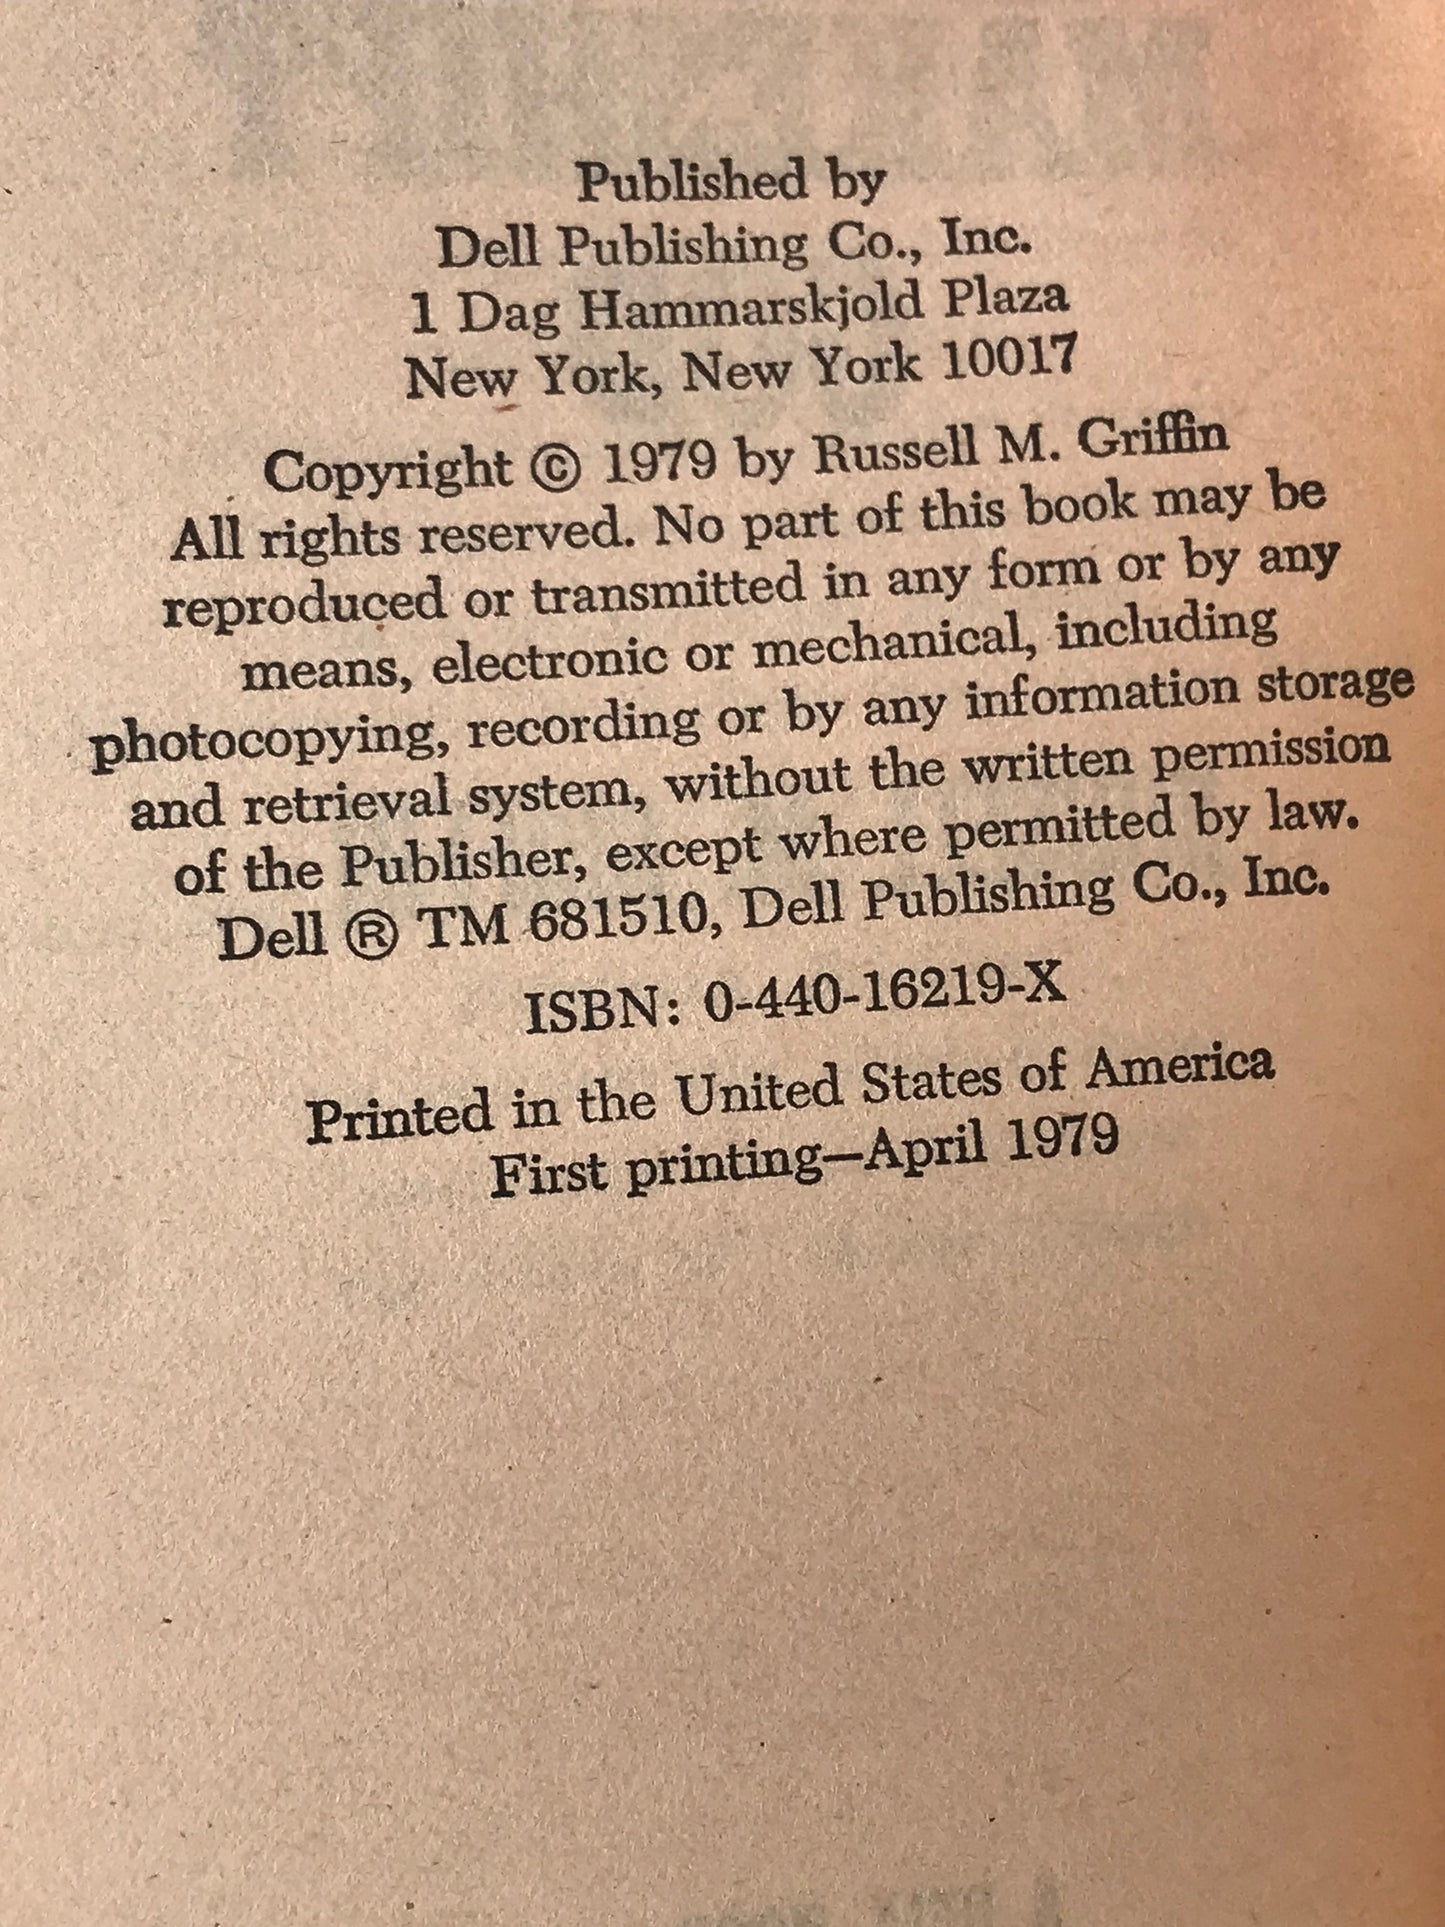 Published by
Dell Publishing Co., Inc.
1 Dag Hammarskjold Plaza
New York, New York 10017
Copyright © 1979 by Russell M. Griffin
All rights reserved. No part of this book may be
reproduced or transmitted in any form or by any
means, electronic or mechanical, including
photocopying, recording or by any information storage
and retrieval system, without the written permission
of the Publisher, except where permitted by law.
Dell ® TM 681510, Dell Publishing Co., Inc.
ISBN: 0-440-16219-X
Printed in the United States of America
First printing—April 1979